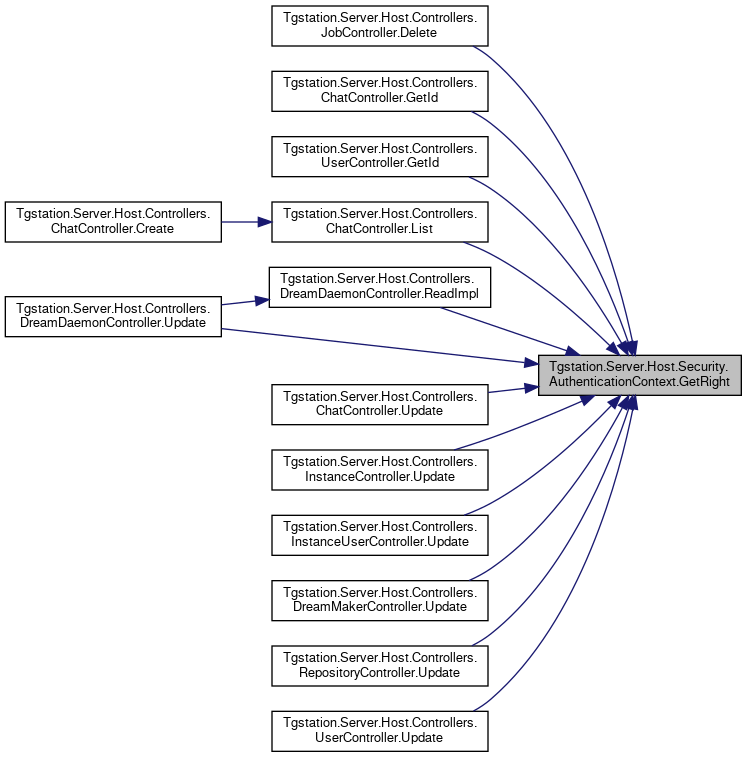 Tgstation.Server.Host.Controllers.
JobController.Delete
Tgstation.Server.Host.Controllers.
ChatController.GetId
Tgstation.Server.Host.Controllers.
UserController.GetId
Tgstation.Server.Host.Controllers.
ChatController.Create
Tgstation.Server.Host.Controllers.
ChatController.List
Tgstation.Server.Host.Controllers.
DreamDaemonController.ReadImpl
Tgstation.Server.Host.Controllers.
DreamDaemonController.Update
Tgstation.Server.Host.Security.
AuthenticationContext.GetRight
Tgstation.Server.Host.Controllers.
ChatController.Update
Tgstation.Server.Host.Controllers.
InstanceController.Update
Tgstation.Server.Host.Controllers.
InstanceUserController.Update
Tgstation.Server.Host.Controllers.
DreamMakerController.Update
Tgstation.Server.Host.Controllers.
RepositoryController.Update
Tgstation.Server.Host.Controllers.
UserController.Update